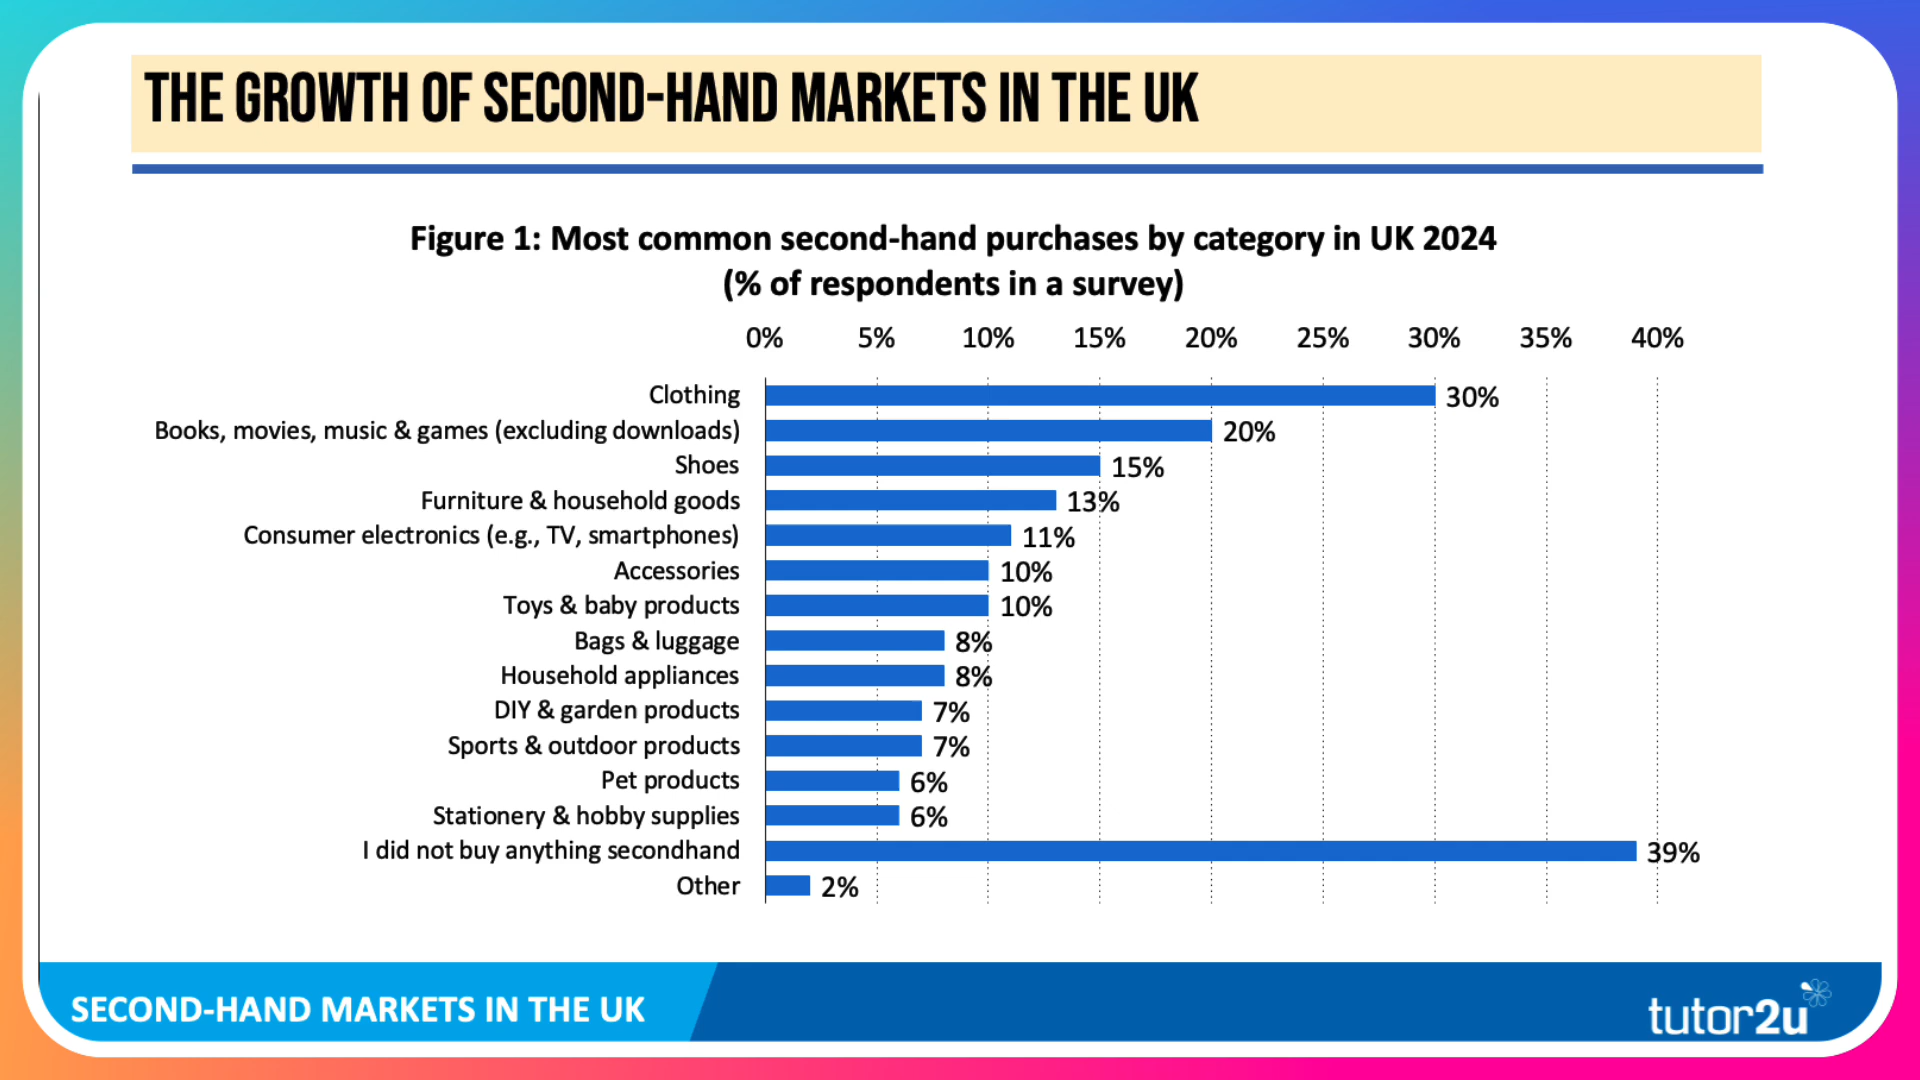 THE GROWTH OF SECOND-HAND MARKETS IN THE UK
Figure 1: Most common second-hand purchases by category in UK 2024
(% of respondents in a survey)
0% 5% 10% 15% 20% 25% 30% 35% 40%
Clothing 30%
Books, movies, music & games (excluding downloads) 20%
Shoes 15%
Furniture & household goods 13%
Consumer electronics (e.g., TV, smartphones) 11%
Accessories 10%
Toys & baby products 10%
Bags & luggage 8%
Household appliances 8%
DIY & garden products 7%
Sports & outdoor products 7%
Pet products 6%
Stationery & hobby supplies 6%
I did not buy anything secondhand 39%
Other 2%
SECOND-HAND MARKETS IN THE UK
tutor2u